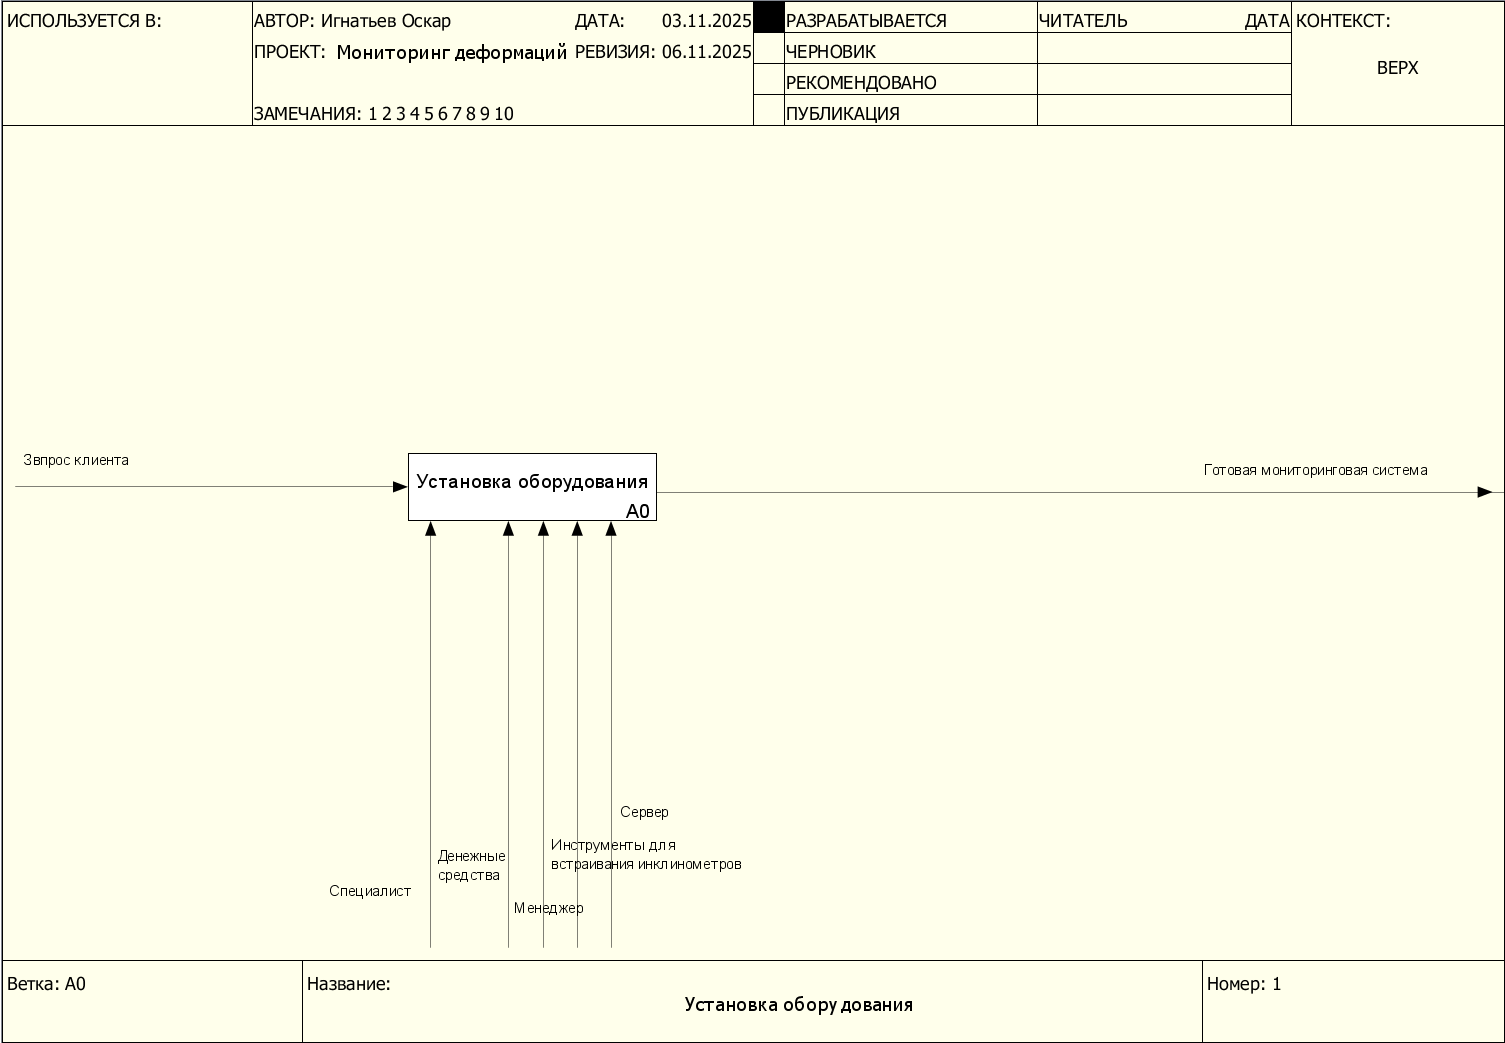 ИСПОЛЬЗУЕТСЯ В:
АВТОР: Игнатьев Оскар
ДАТА: 03.11.2025
ПРОЕКТ: Мониторинг деформаций
РЕВИЗИЯ: 06.11.2025
ЗАМЕЧАНИЯ: 1 2 3 4 5 6 7 8 9 10
РАЗРАБАТЫВАЕТСЯ
ЧЕРНОВИК
РЕКОМЕНДОВАНО
ПУБЛИКАЦИЯ
ЧИТАТЕЛЬ
ДАТА
КОНТЕКСТ:
ВЕРХ
Звпрос клиента
Установка оборудования
A0
Готовая мониторинговая система
Сервер
Инструменты для
встраивания инклинометров
Денежные
средства
Специалист
Менеджер
Ветка: A0
Название:
Установка оборудования
Номер: 1